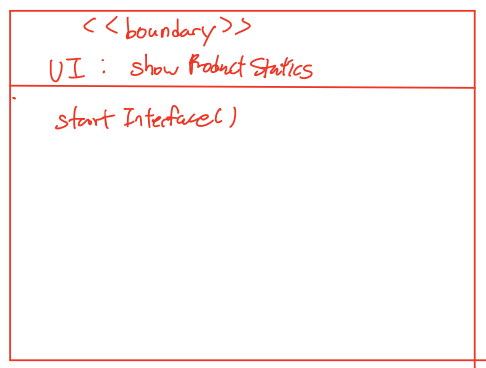 <<boundary>>
UI : show Product Statics
start Interface()